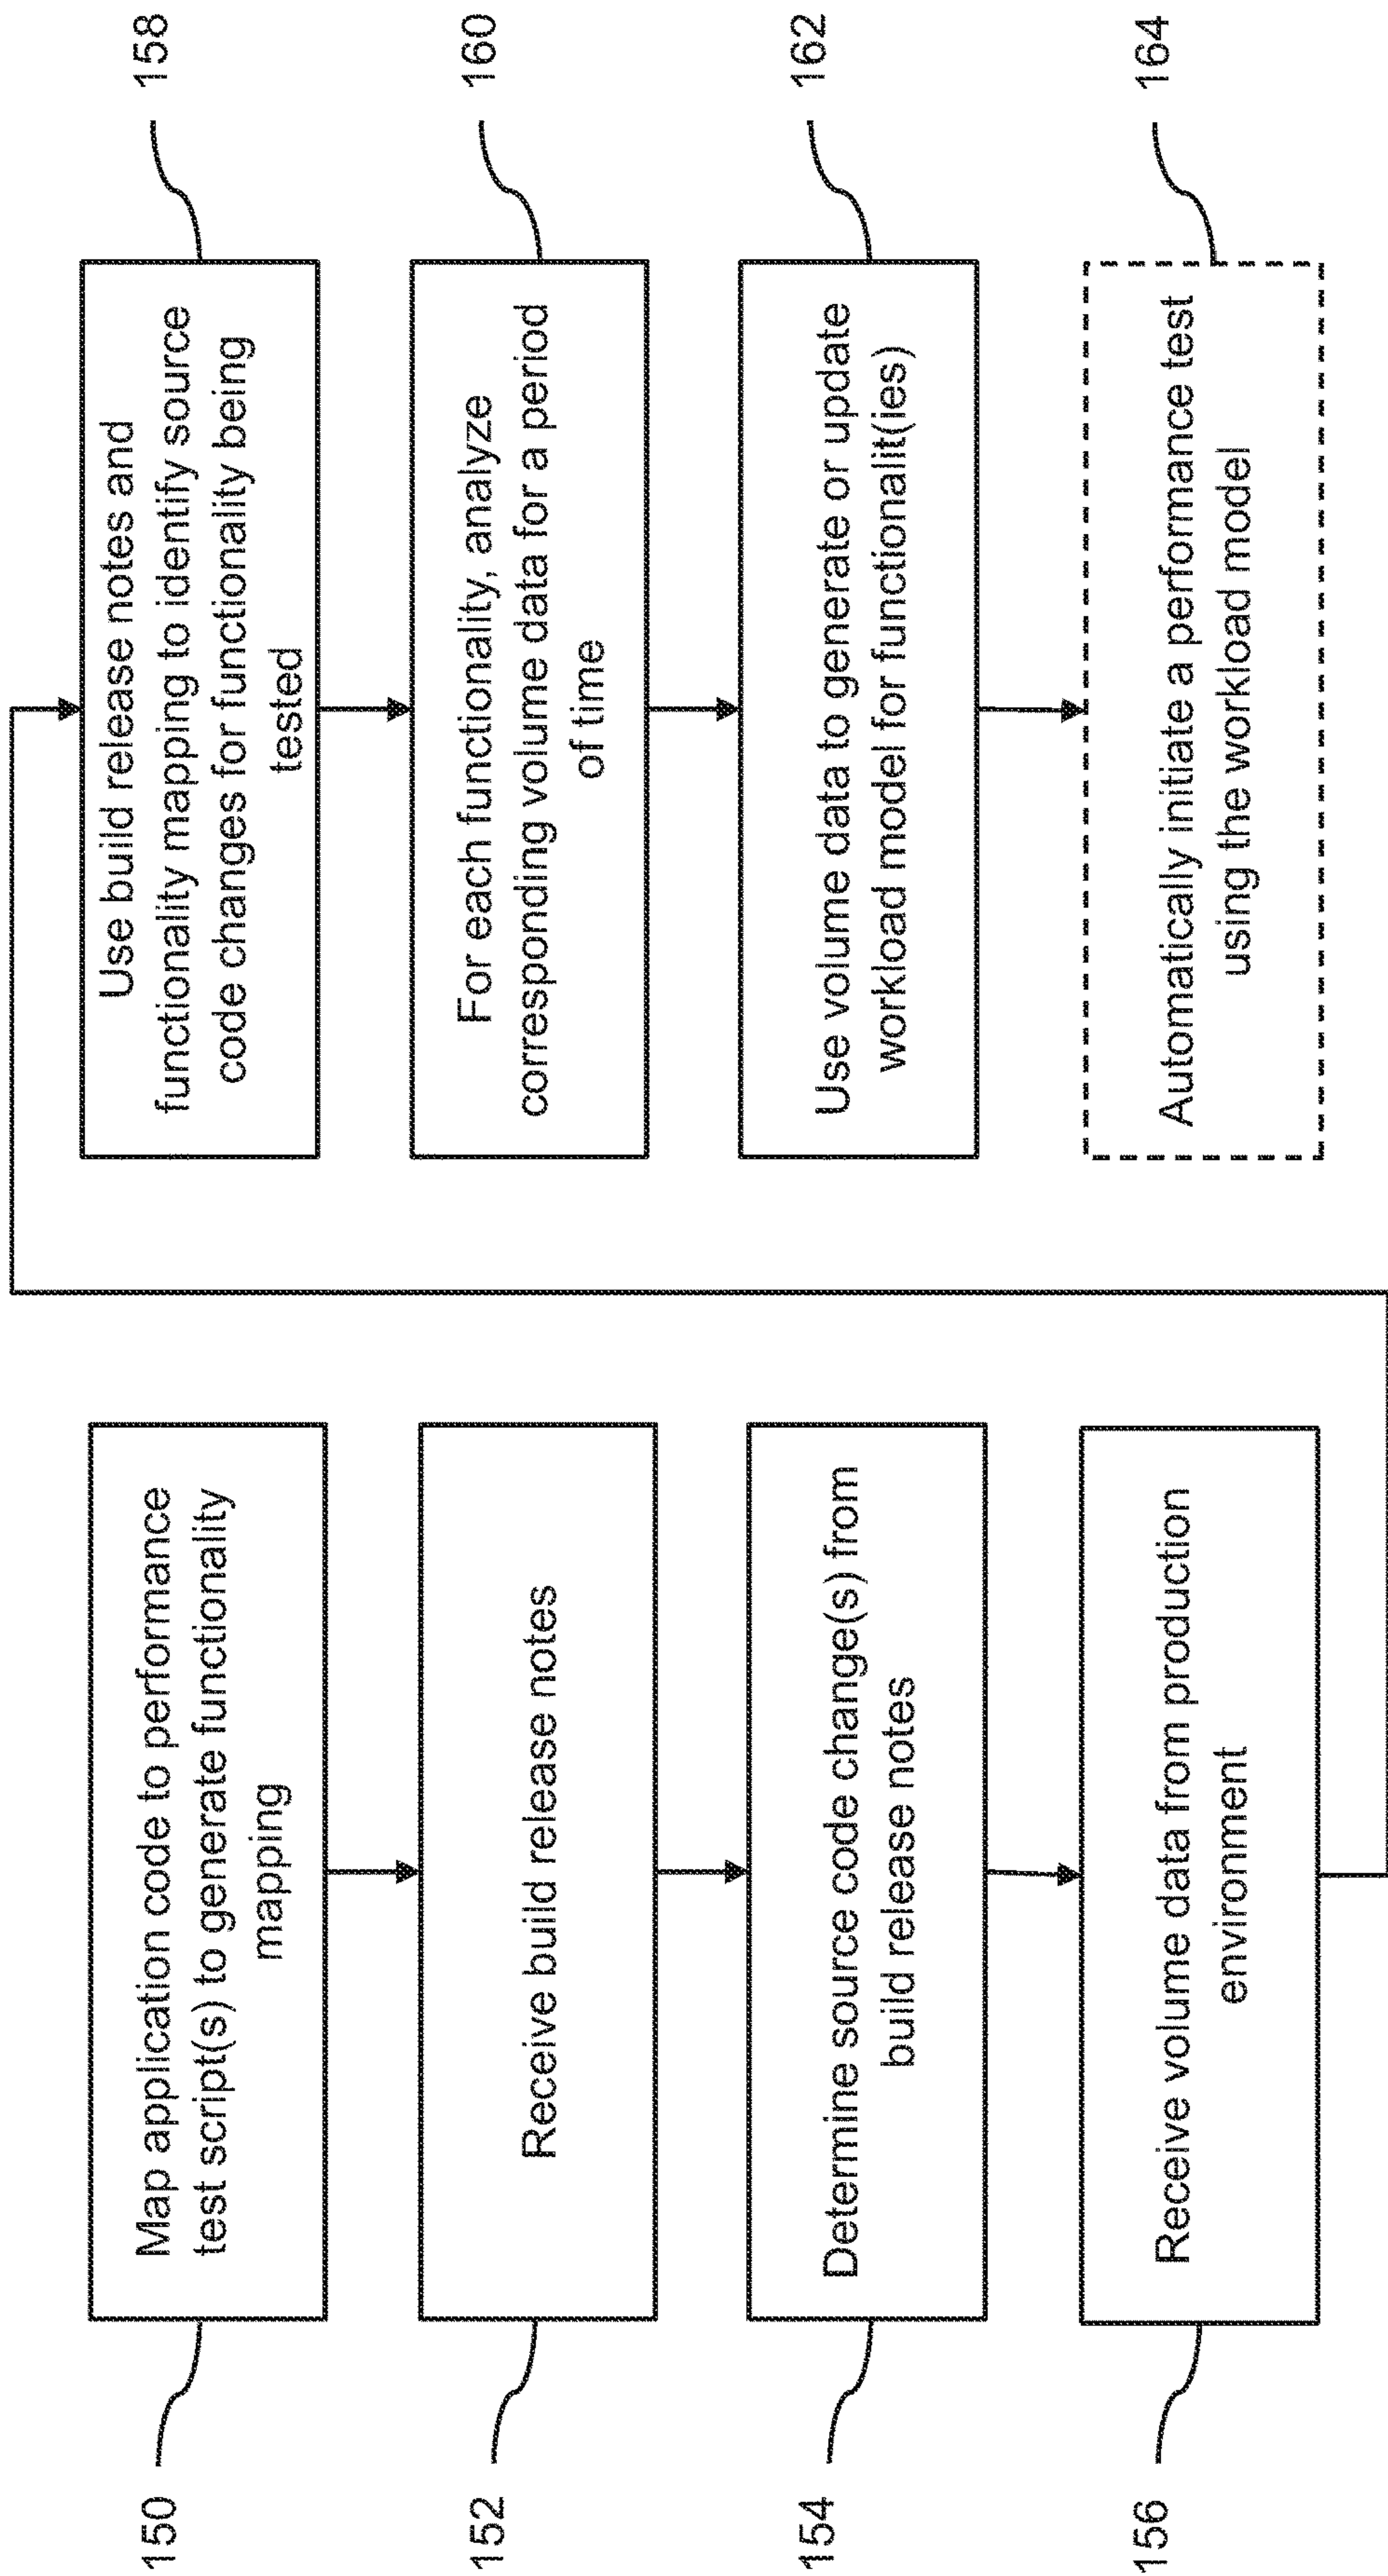 150
Map application code to performance
test script(s) to generate functionality
mapping
152
Receive build release notes
154
Determine source code change(s) from
build release notes
156
Receive volume data from production
environment
158
Use build release notes and
functionality mapping to identify source
code changes for functionality being
tested
160
For each functionality, analyze
corresponding volume data for a period
of time
162
Use volume data to generate or update
workload model for functionalit(ies)
164
Automatically initiate a performance test
using the workload model